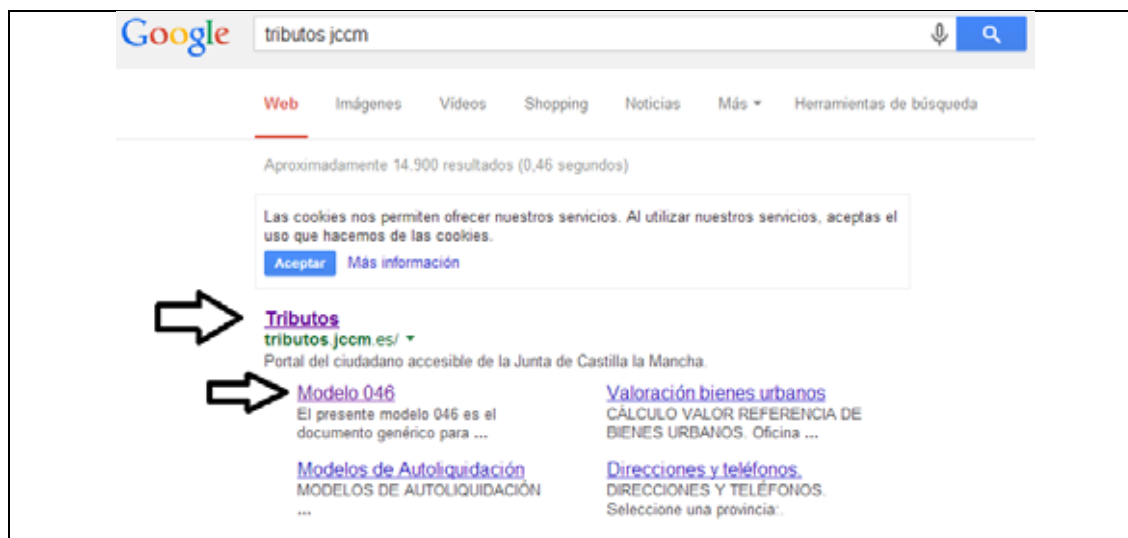 Google tributos jccm
Web Imágenes Vídeos Shopping Noticias Más Herramientas de búsqueda
Aproximadamente 14.900 resultados (0,46 segundos)
Las cookies nos permiten ofrecer nuestros servicios. Al utilizar nuestros servicios, aceptas el
uso que hacemos de las cookies.
Aceptar Más información
Tributos
tributos.jccm.es/
Portal del ciudadano accesible de la Junta de Castilla la Mancha.
Modelo 046
El presente modelo 046 es el
documento genérico para ...
Valoración bienes urbanos
CÁLCULO VALOR REFERENCIA DE
BIENES URBANOS. Oficina ...
Modelos de Autoliquidación
MODELOS DE AUTOLIQUIDACIÓN
...
Direcciones y teléfonos.
DIRECCIONES Y TELÉFONOS.
Seleccione una provincia:.